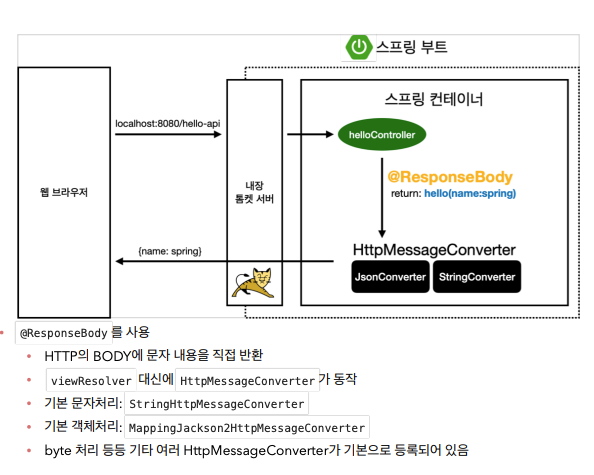 스프링 부트
스프링 컨테이너
localhost:8080/hello-api
helloController
웹 브라우저
내장
톰켓 서버
@ResponseBody
return: hello(name:spring)
{name: spring}
HttpMessageConverter
JsonConverter
StringConverter
@ResponseBody 를 사용
HTTP의 BODY에 문자 내용을 직접 반환
viewResolver 대신에 HttpMessageConverter 가 동작
기본 문자처리: StringHttpMessageConverter
기본 객체처리: MappingJackson2HttpMessageConverter
byte 처리 등등 기타 여러 HttpMessageConverter가 기본으로 등록되어 있음